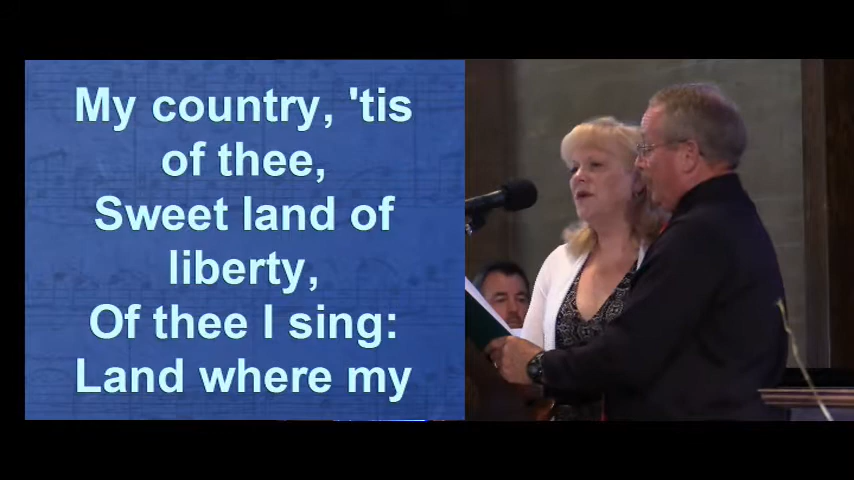 My country, 'tis
of thee,
Sweet land of
liberty,
Of thee I sing:
Land where my